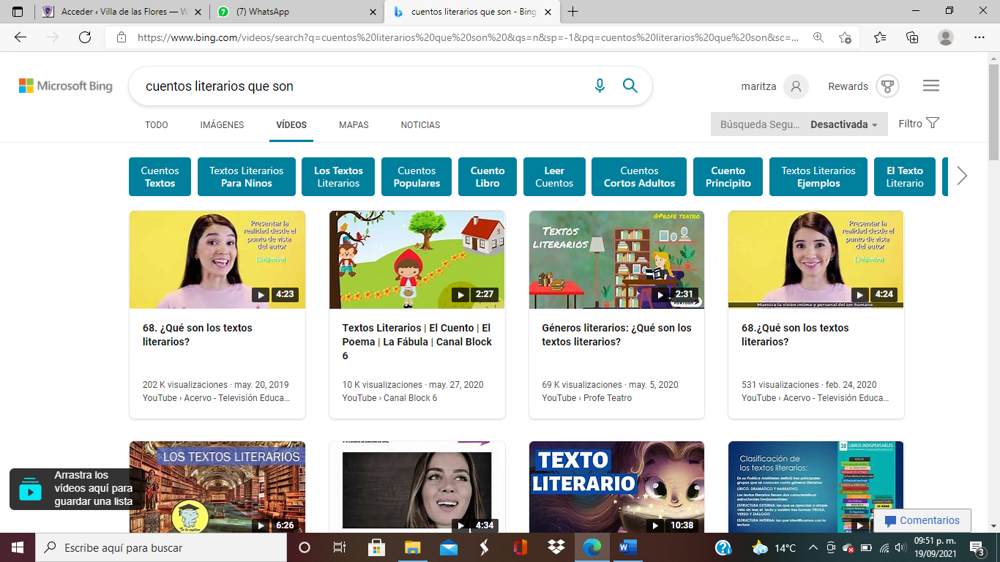 Acceder ‹ Villa de las Flores — W
(7) WhatsApp
cuentos literarios que son - Bing
https://www.bing.com/videos/search?q=cuentos%20literarios%20que%20son%20&qs=n&sp=-1&pq=cuentos%20literarios%20que%20son&sc=...
Microsoft Bing
cuentos literarios que son
maritza
Rewards
TODO
IMÁGENES
VÍDEOS
MAPAS
NOTICIAS
Búsqueda Segu...
Desactivada
Filtro
Cuentos
Textos
Textos Literarios
Para Ninos
Los Textos
Literarios
Cuentos
Populares
Cuento
Libro
Leer
Cuentos
Cuentos
Cortos Adultos
Cuento
Principito
Textos Literarios
Ejemplos
El Texto
Literario
Presentar la
realidad desde el
punto de vista
del autor
(Subjetivo)
4:23
2:27
@Profe Teatro
Textos
Literarios
2:31
Presentar la
realidad desde el
punto de vista
del autor
(Subjetivo)
4:24
Muestra la visión íntima y personal del ser humano.
68. ¿Qué son los textos
literarios?
202 K visualizaciones · may. 20, 2019
YouTube › Acervo - Televisión Educa...
Textos Literarios | El Cuento | El
Poema | La Fábula | Canal Block
6
10 K visualizaciones · may. 27, 2020
YouTube › Canal Block 6
Géneros literarios: ¿Qué son los
textos literarios?
69 K visualizaciones · may. 5, 2020
YouTube › Profe Teatro
68.¿Qué son los textos
literarios?
531 visualizaciones · feb. 24, 2020
YouTube › Acervo - Televisión Educa...
LOS TEXTOS LITERARIOS
6:26
4:34
TEXTO
LITERARIO
10:38
Clasificación de
los textos literarios:
En su Poética Aristóteles definió tres principales
grupos que se conocen como géneros literarios:
LÍRICO, DRAMÁTICO Y NARRATIVO.
Los textos literarios tienen dos características
estructurales fundamentales:
ESTRUCTURA EXTERNA: las que se aprecian a simple
vista sin leer el texto y existen tres formas: PROSA,
VERSO Y DIÁLOGO
ESTRUCTURA INTERNA: las que identificamos con la
lectura
30 LIBROS INDISPENSABLES
Arrastra los
vídeos aquí para
guardar una lista
Comentarios
Escribe aquí para buscar
14°C
09:51 p. m.
19/09/2021
3